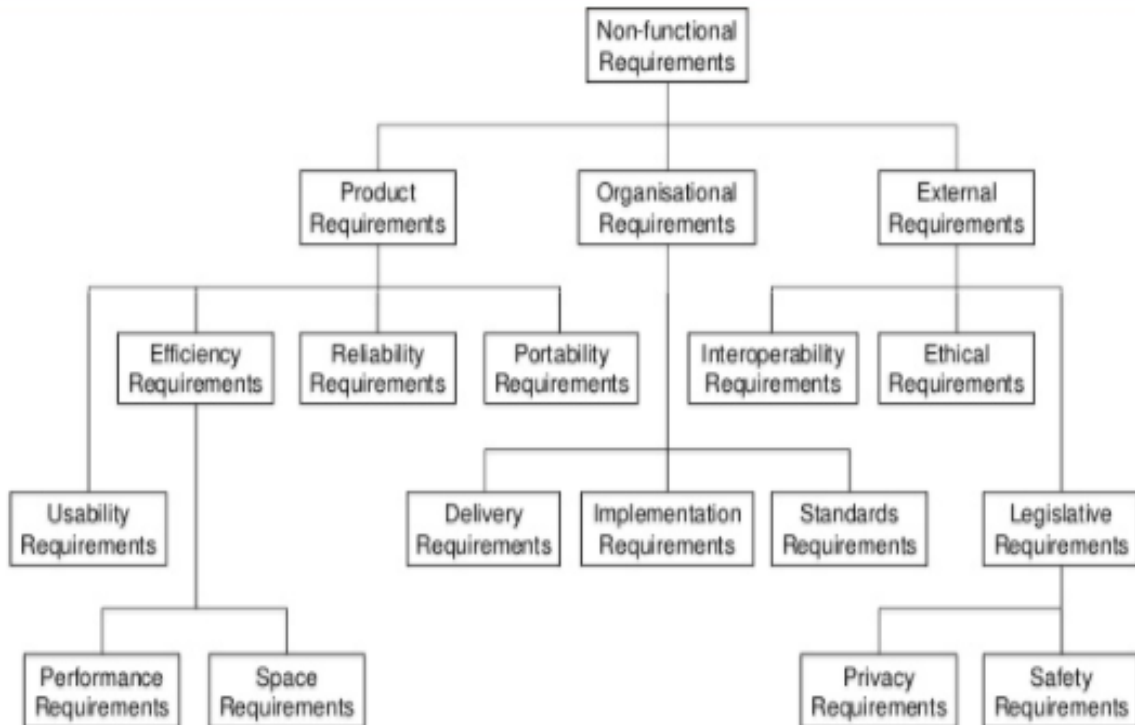 Non-functional
Requirements
Product
Requirements
Organisational
Requirements
External
Requirements
Efficiency
Requirements
Reliability
Requirements
Portability
Requirements
Interoperability
Requirements
Ethical
Requirements
Usability
Requirements
Delivery
Requirements
Implementation
Requirements
Standards
Requirements
Legislative
Requirements
Performance
Requirements
Space
Requirements
Privacy
Requirements
Safety
Requirements